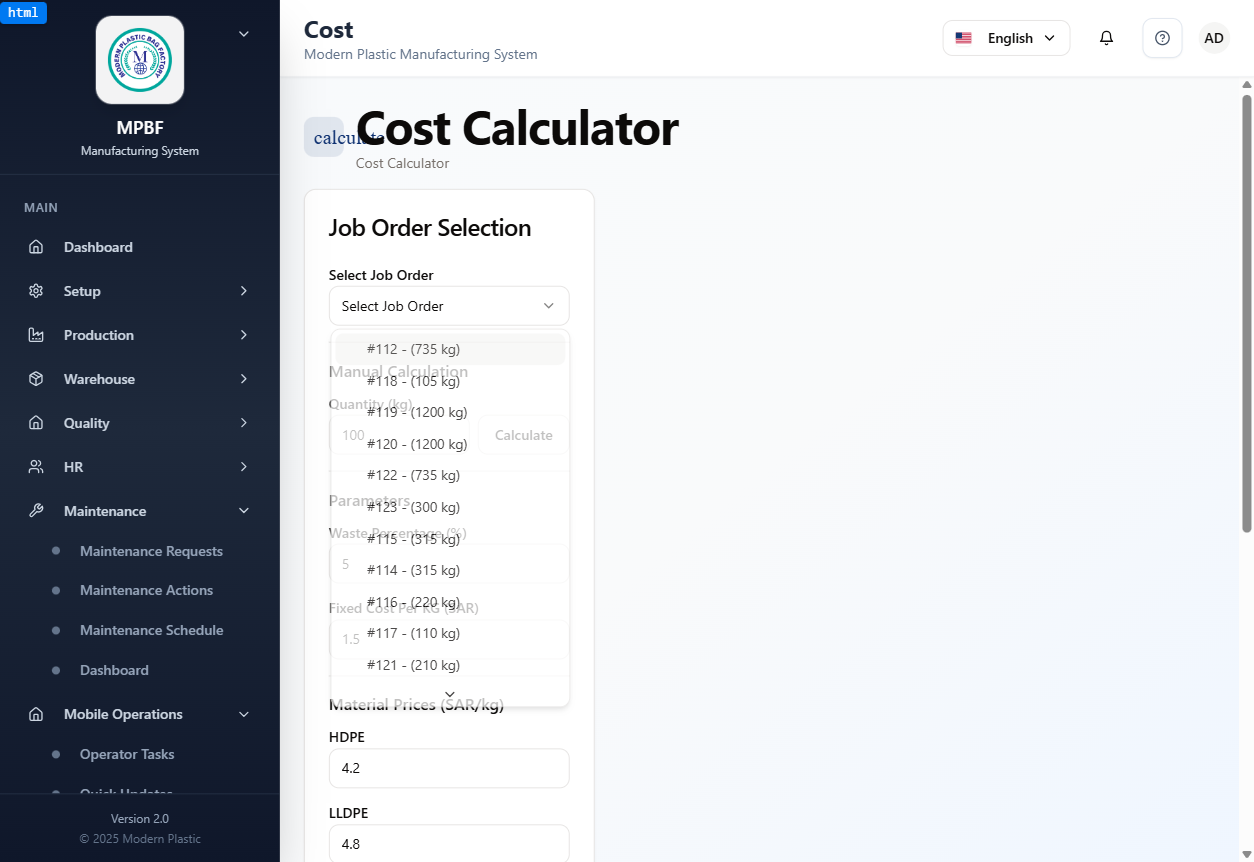 html
MODERN PLASTIC BAG FACTORY
M
MPBF
Manufacturing System
MAIN
Dashboard
Setup
Production
Warehouse
Quality
HR
Maintenance
Maintenance Requests
Maintenance Actions
Maintenance Schedule
Dashboard
Mobile Operations
Operator Tasks
Quick Updates
Version 2.0
© 2025 Modern Plastic
Cost
Modern Plastic Manufacturing System
English
AD
calculate
Cost Calculator
Cost Calculator
Job Order Selection
Select Job Order
Select Job Order
#112 - (735 kg)
Manual Calculation
#118 - (105 kg)
Quantity (kg)
#119 - (1200 kg)
100
Calculate
#120 - (1200 kg)
#122 - (735 kg)
Parameters
#123 - (300 kg)
Waste Percentage (%)
#115 - (315 kg)
5
#114 - (315 kg)
#116 - (220 kg)
Fixed Cost Per KG (SAR)
#117 - (110 kg)
1.5
#121 - (210 kg)
Material Prices (SAR/kg)
HDPE
4.2
LLDPE
4.8